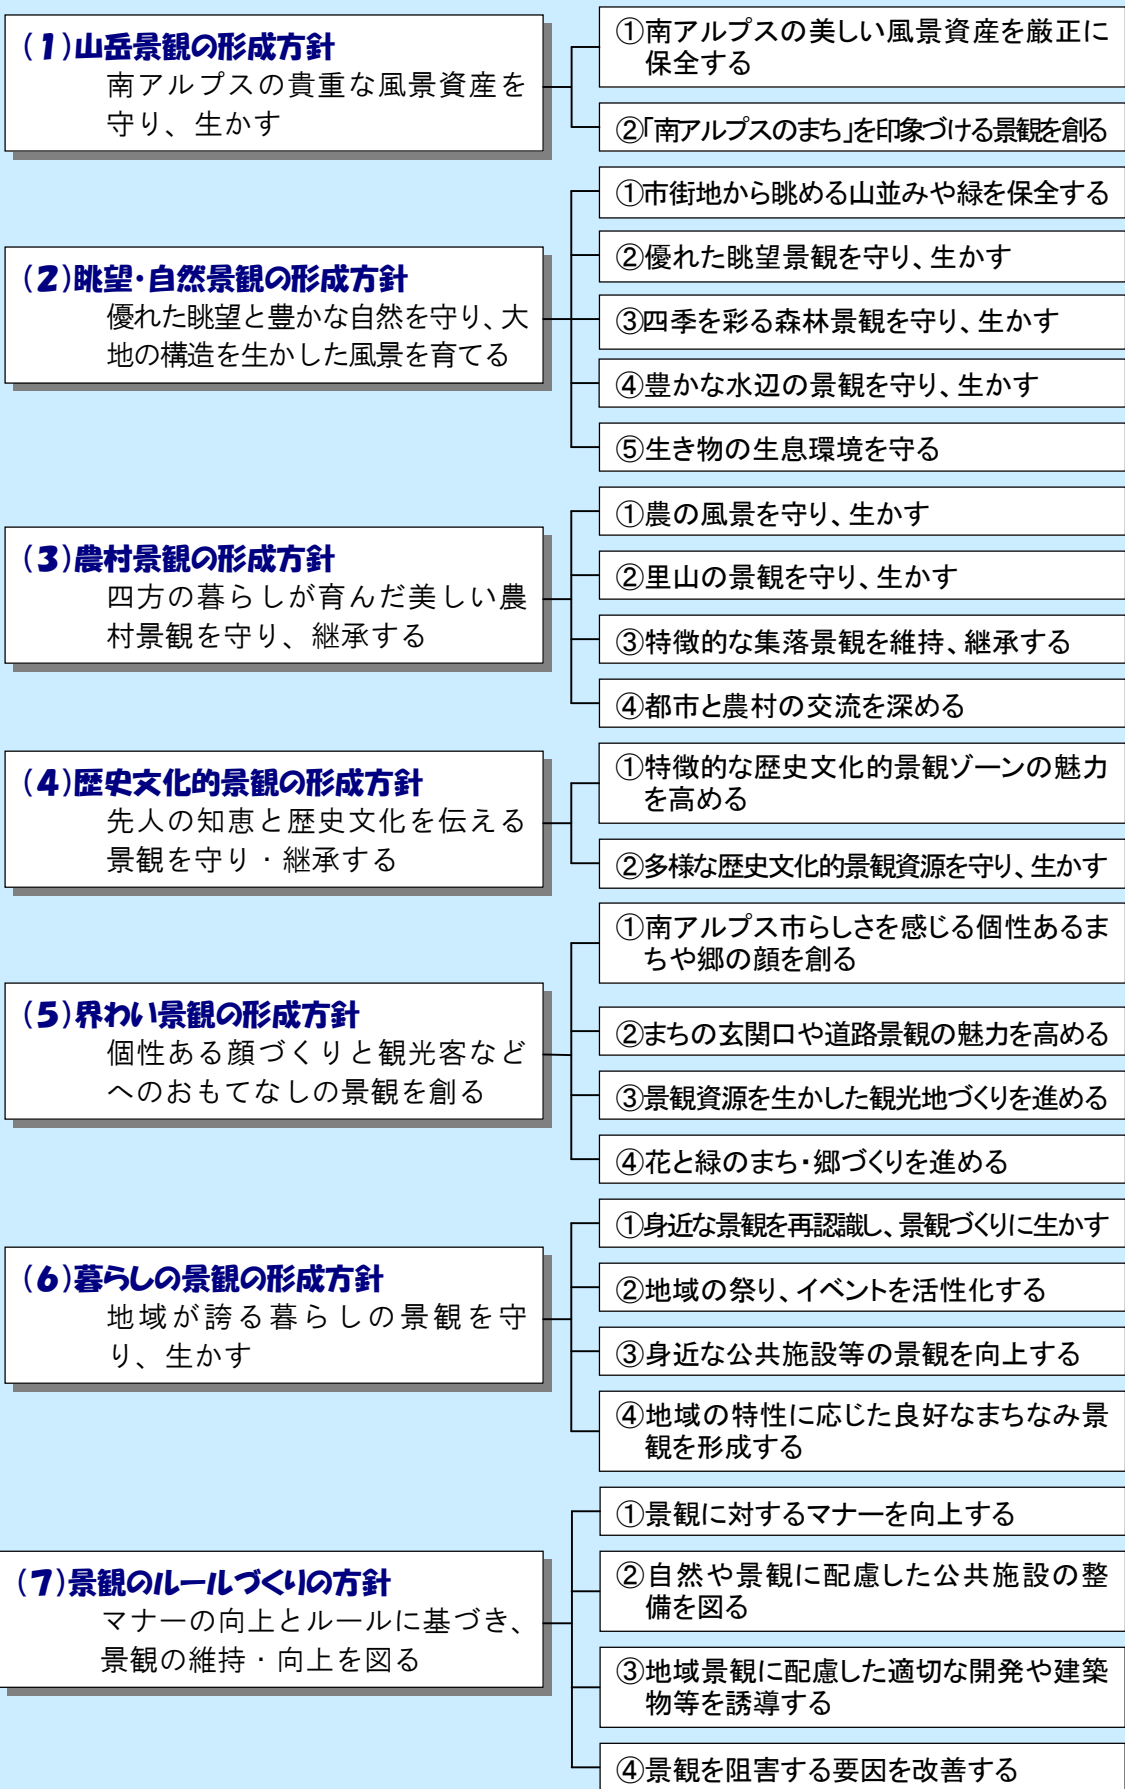 (1)山岳景観の形成方針
南アルプスの貴重な風景資産を
守り、生かす
①南アルプスの美しい風景資産を厳正に
保全する
②「南アルプスのまち」を印象づける景観を創る
(2)眺望・自然景観の形成方針
優れた眺望と豊かな自然を守り、大
地の構造を生かした風景を育てる
①市街地から眺める山並みや緑を保全する
②優れた眺望景観を守り、生かす
③四季を彩る森林景観を守り、生かす
④豊かな水辺の景観を守り、生かす
⑤生き物の生息環境を守る
(3)農村景観の形成方針
四方の暮らしが育んだ美しい農
村景観を守り、継承する
①農の風景を守り、生かす
②里山の景観を守り、生かす
③特徴的な集落景観を維持、継承する
④都市と農村の交流を深める
(4)歴史文化的景観の形成方針
先人の知恵と歴史文化を伝える
景観を守り・継承する
①特徴的な歴史文化的景観ゾーンの魅力
を高める
②多様な歴史文化的景観資源を守り、生かす
(5)界わい景観の形成方針
個性ある顔づくりと観光客など
へのおもてなしの景観を創る
①南アルプス市らしさを感じる個性あるま
ちや郷の顔を創る
②まちの玄関口や道路景観の魅力を高める
③景観資源を生かした観光地づくりを進める
④花と緑のまち・郷づくりを進める
(6)暮らしの景観の形成方針
地域が誇る暮らしの景観を守
り、生かす
①身近な景観を再認識し、景観づくりに生かす
②地域の祭り、イベントを活性化する
③身近な公共施設等の景観を向上する
④地域の特性に応じた良好なまちなみ景
観を形成する
(7)景観のルールづくりの方針
マナーの向上とルールに基づき、
景観の維持・向上を図る
①景観に対するマナーを向上する
②自然や景観に配慮した公共施設の整
備を図る
③地域景観に配慮した適切な開発や建築
物等を誘導する
④景観を阻害する要因を改善する